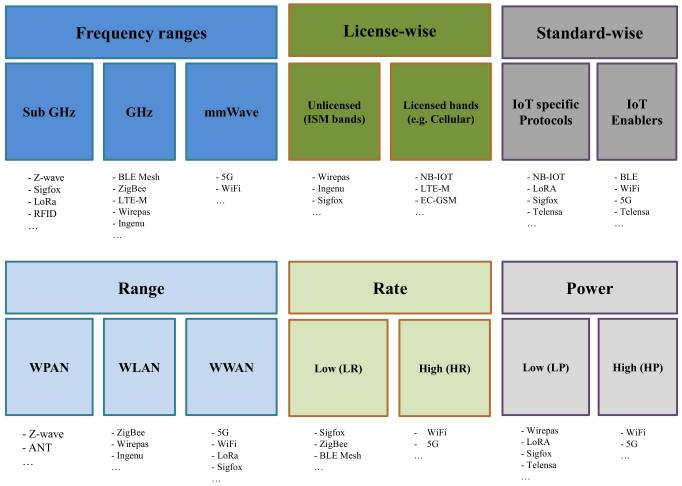 Frequency ranges
Sub GHz
GHz
mmWave
- Z-wave
- Sigfox
- LoRa
- RFID
…
- BLE Mesh
- ZigBee
- LTE-M
- Wirepas
- Ingenu
…
- 5G
- WiFi
…
License-wise
Unlicensed
(ISM bands)
Licensed bands
(e.g. Cellular)
- Wirepas
- Ingenu
- Sigfox
…
- NB-IOT
- LTE-M
- EC-GSM
…
Standard-wise
IoT specific
Protocols
IoT
Enablers
- NB-IOT
- LoRA
- Sigfox
- Telensa
…
- BLE
- WiFi
- 5G
- Telensa
…
Range
WPAN
WLAN
WWAN
- Z-wave
- ANT
…
- ZigBee
- Wirepas
- Ingenu
…
- 5G
- WiFi
- LoRa
- Sigfox
…
Rate
Low (LR)
High (HR)
- Sigfox
- ZigBee
- BLE Mesh
…
- WiFi
- 5G
…
Power
Low (LP)
High (HP)
- Wirepas
- LoRA
- Sigfox
- Telensa
…
- WiFi
- 5G
…